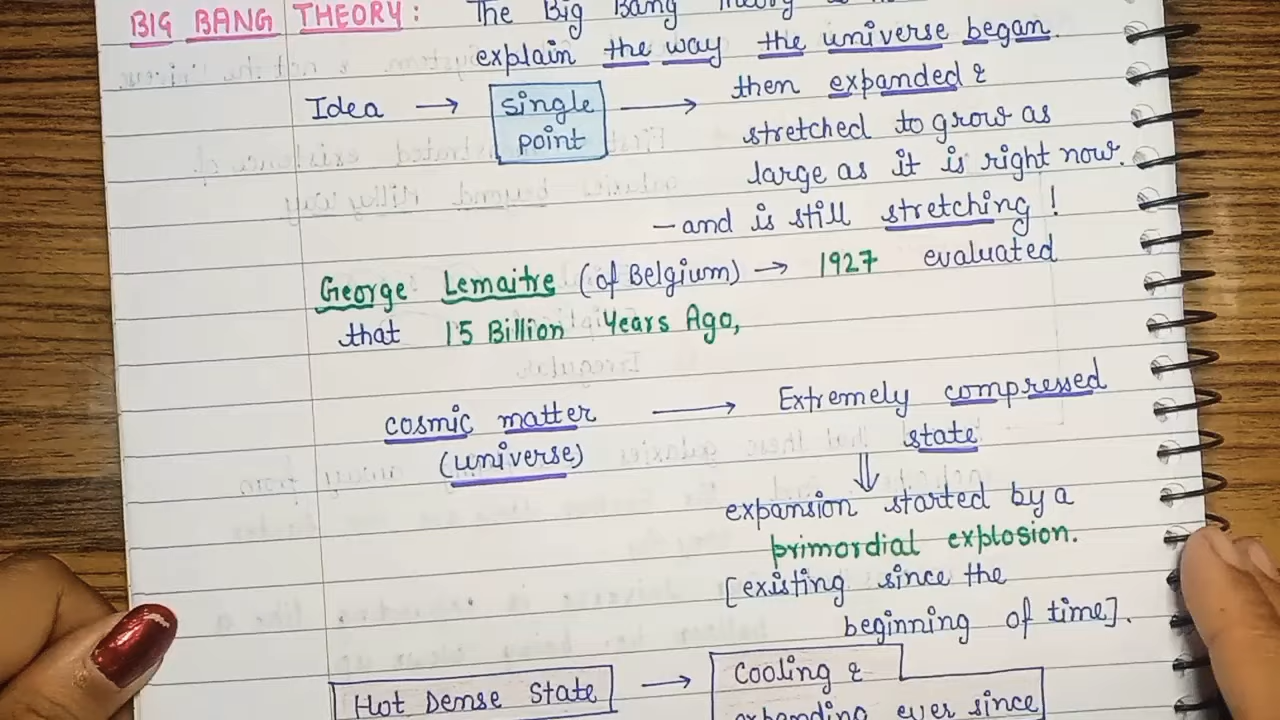 BIG BANG THEORY: The Big Bang Theory is
explain the way the universe began.
Idea → single point → then expanded &
stretched to grow as
large as it is right now.
— and is still stretching!
George Lemaitre (of Belgium) → 1927 evaluated
that 15 Billion Years Ago,
cosmic matter (universe) → Extremely compressed
state
⇓
expansion started by a
primordial explosion.
[existing since the
beginning of time].
Hot Dense State → Cooling &
expanding ever since